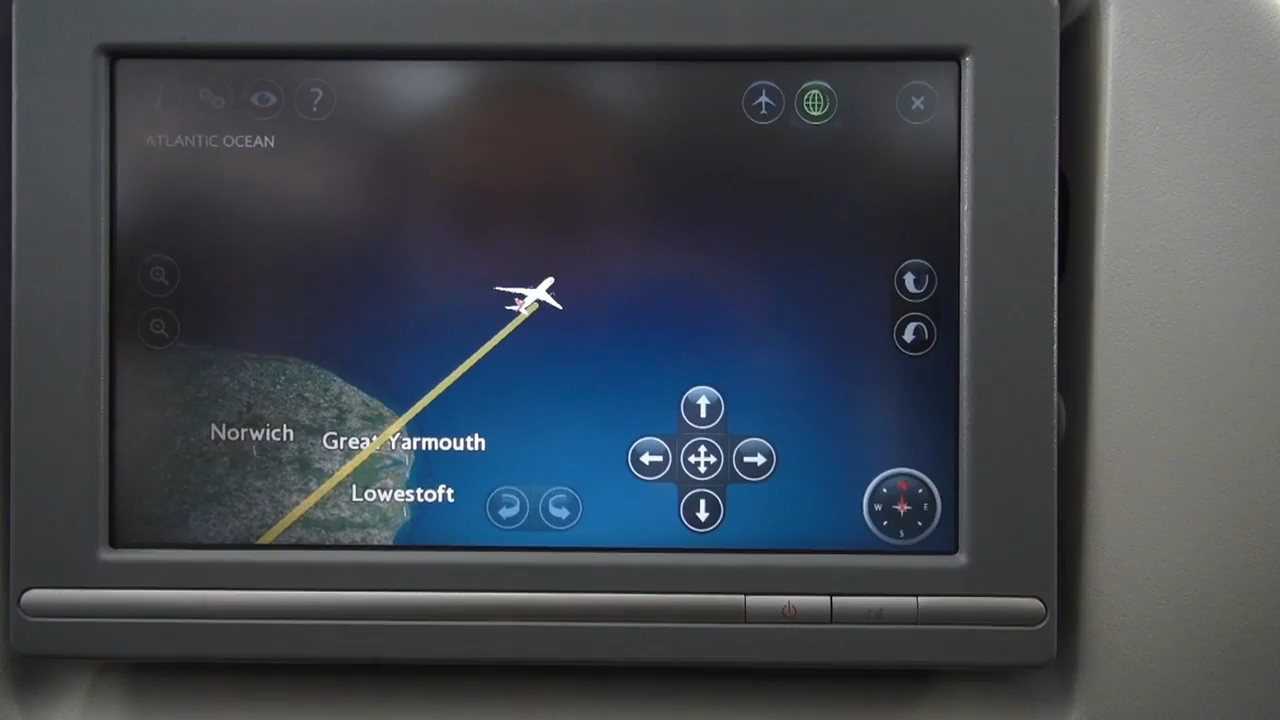 ?
ATLANTIC OCEAN
Norwich
Great Yarmouth
Lowestoft
N
W E
S